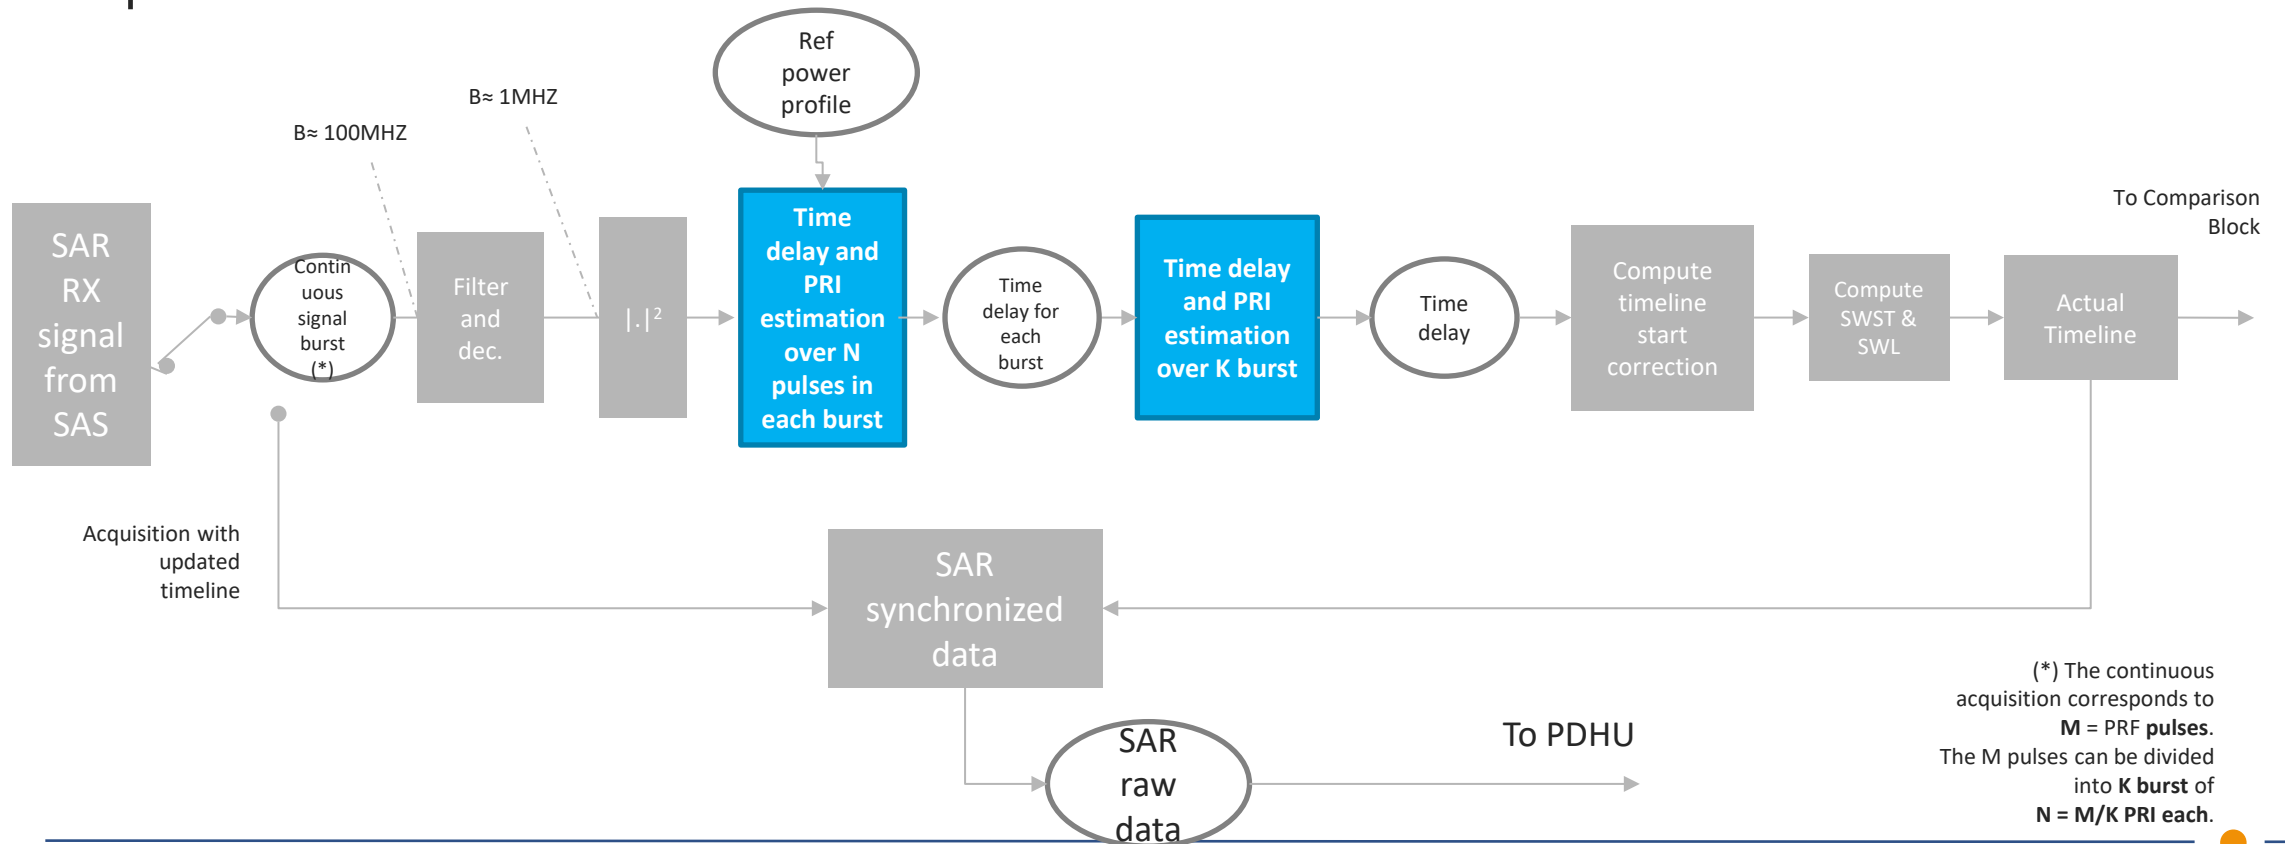 Ref
power
profile
B≈ 1MHZ
B≈ 100MHZ
SAR
RX
signal
from
SAS
Contin
uous
signal
burst
(*)
Filter
and
dec.
|.|²
Time
delay and
PRI
estimation
over N
pulses in
each burst
Time
delay for
each
burst
Time delay
and PRI
estimation
over K burst
Time
delay
Compute
timeline
start
correction
Compute
SWST &
SWL
Actual
Timeline
To Comparison
Block
Acquisition with
updated
timeline
SAR
synchronized
data
SAR
raw
data
To PDHU
(*) The continuous
acquisition corresponds to
M = PRF pulses.
The M pulses can be divided
into K burst of
N = M/K PRI each.